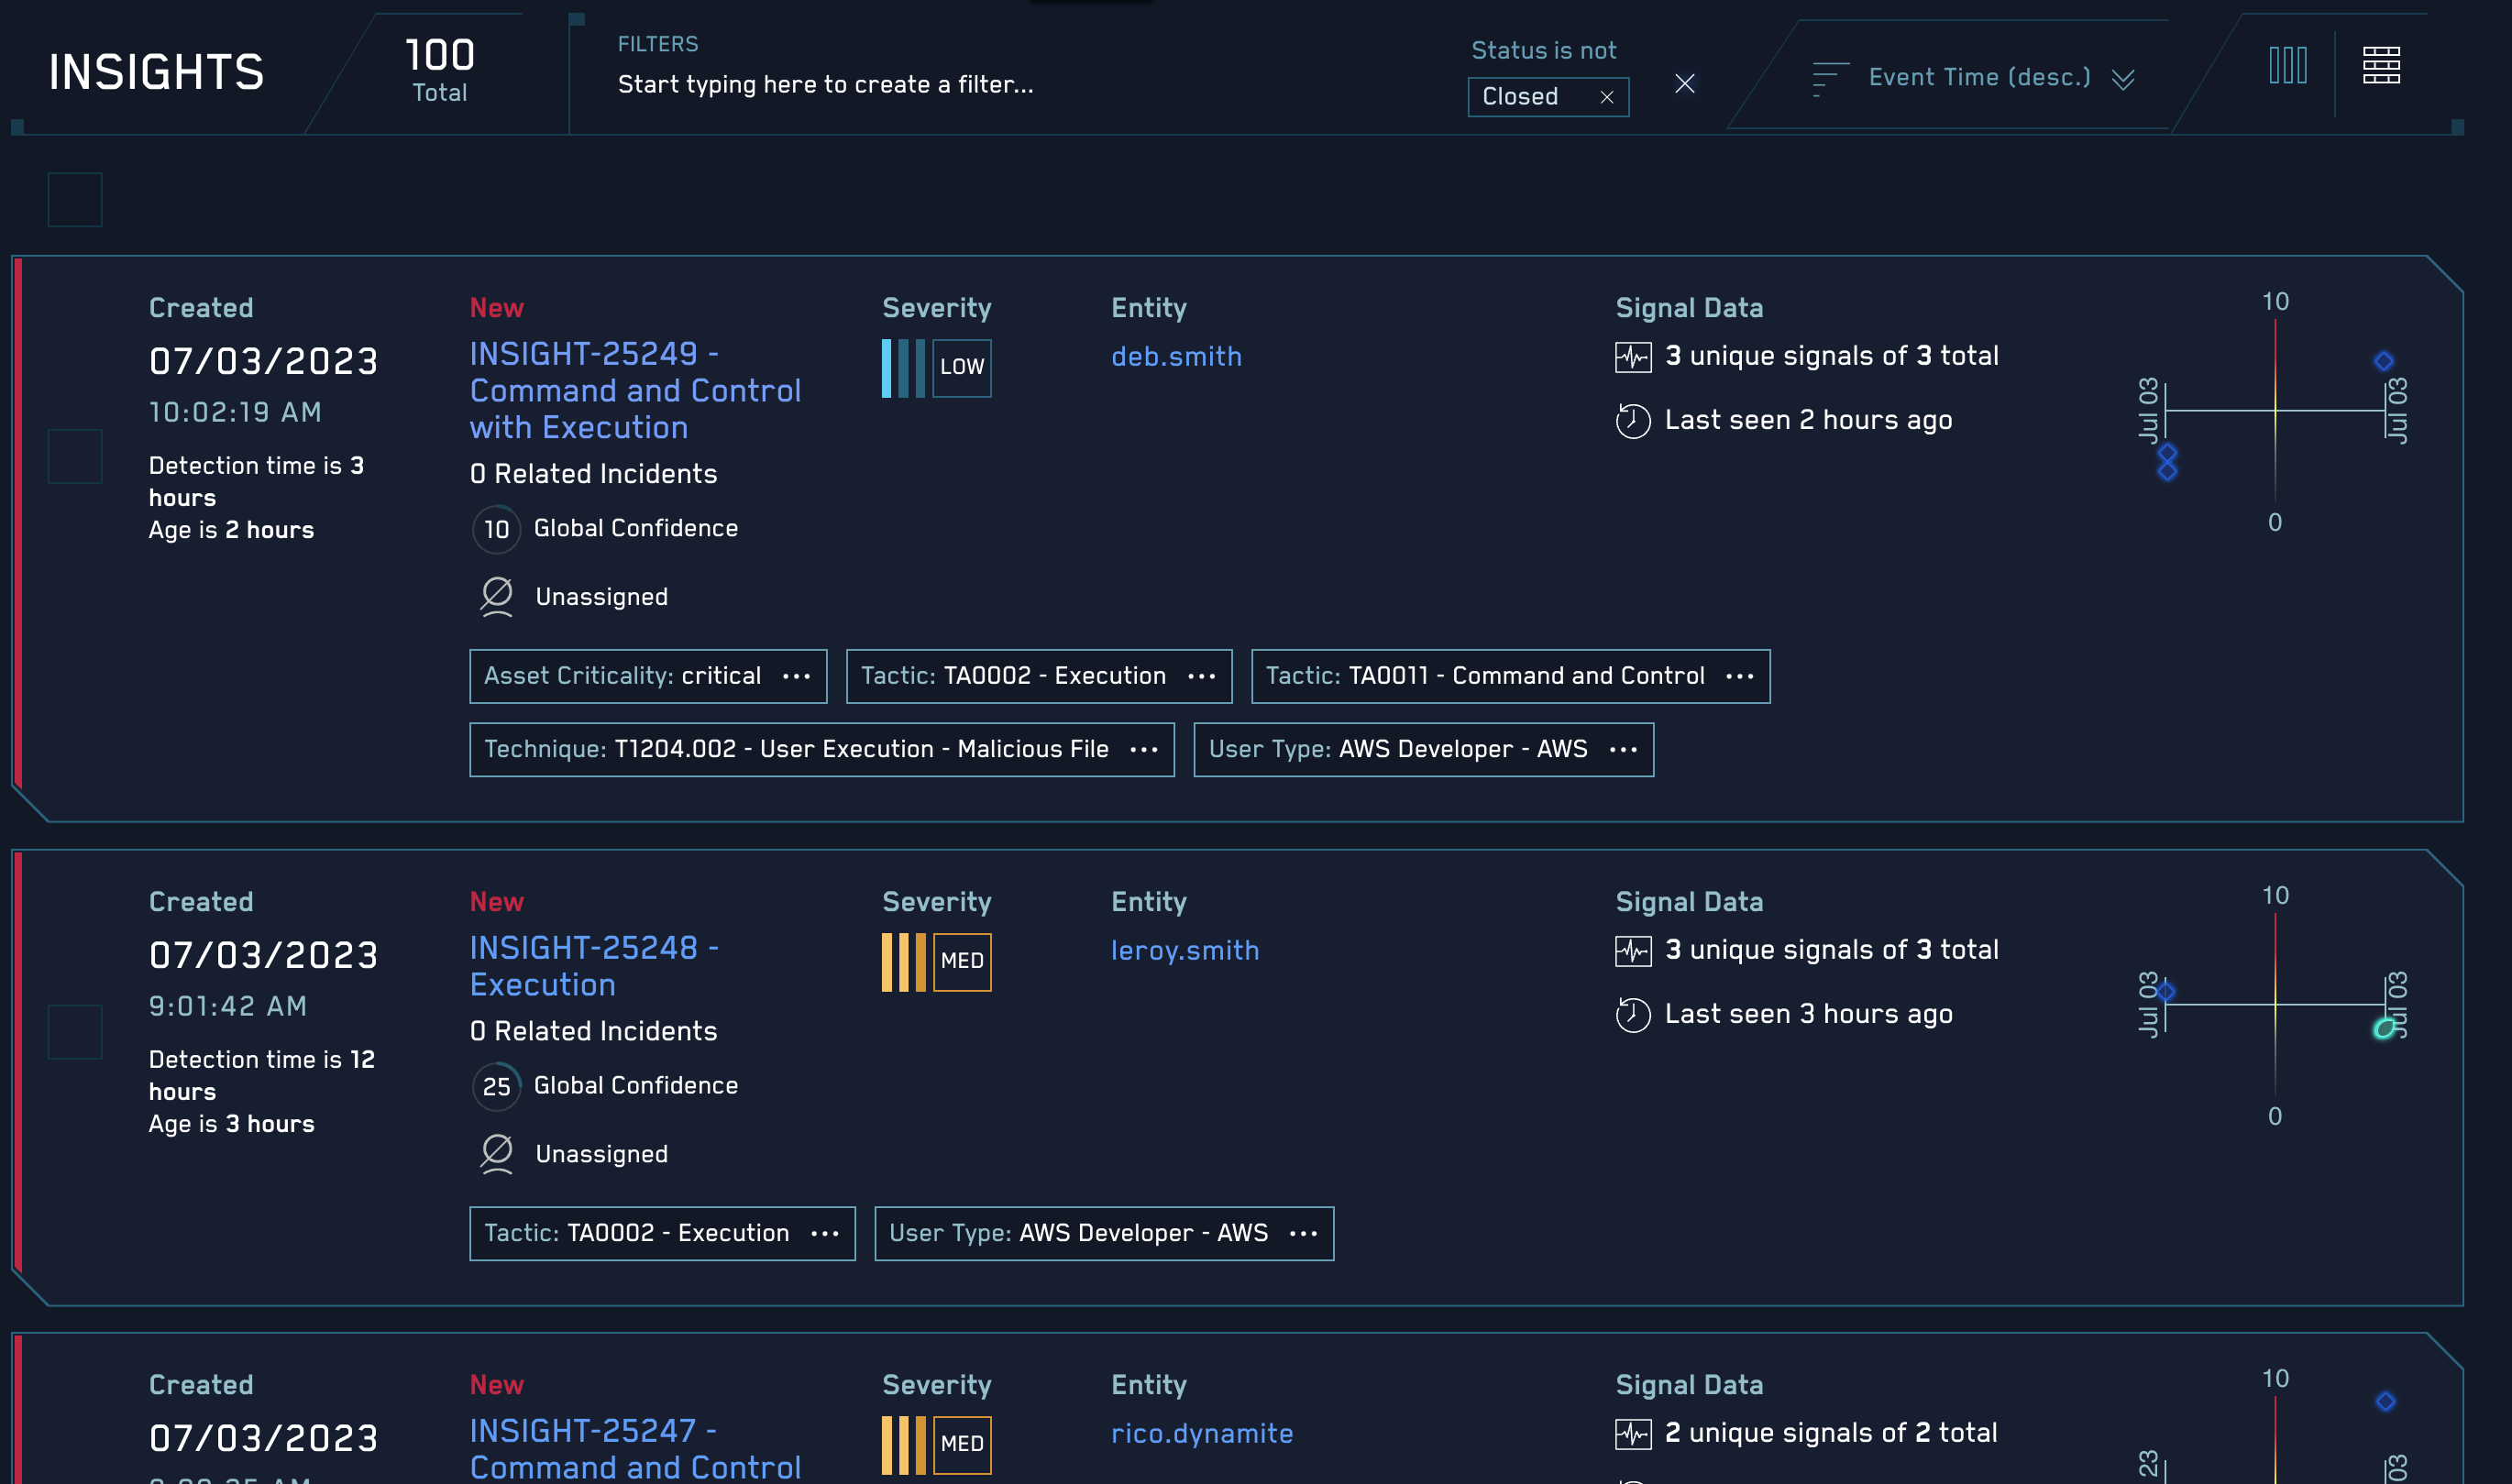 INSIGHTS
100
Total
FILTERS
Start typing here to create a filter...
Status is not
Closed
Event Time (desc.)
Created
07/03/2023
10:02:19 AM
Detection time is 3
hours
Age is 2 hours
New
INSIGHT-25249 -
Command and Control
with Execution
0 Related Incidents
10 Global Confidence
Unassigned
Severity
LOW
Entity
deb.smith
Signal Data
3 unique signals of 3 total
Last seen 2 hours ago
10
Jul 03
Jul 03
0
Asset Criticality: critical ...
Tactic: TA0002 - Execution ...
Tactic: TA0011 - Command and Control ...
Technique: T1204.002 - User Execution - Malicious File ...
User Type: AWS Developer - AWS ...
Created
07/03/2023
9:01:42 AM
Detection time is 12
hours
Age is 3 hours
New
INSIGHT-25248 -
Execution
0 Related Incidents
25 Global Confidence
Unassigned
Severity
MED
Entity
leroy.smith
Signal Data
3 unique signals of 3 total
Last seen 3 hours ago
10
Jul 03
Jul 03
0
Tactic: TA0002 - Execution ...
User Type: AWS Developer - AWS ...
Created
07/03/2023
New
INSIGHT-25247 -
Command and Control
Severity
MED
Entity
rico.dynamite
Signal Data
2 unique signals of 2 total
10
23
03